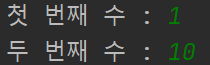 첫 번째 수 : 1
두 번째 수 : 10